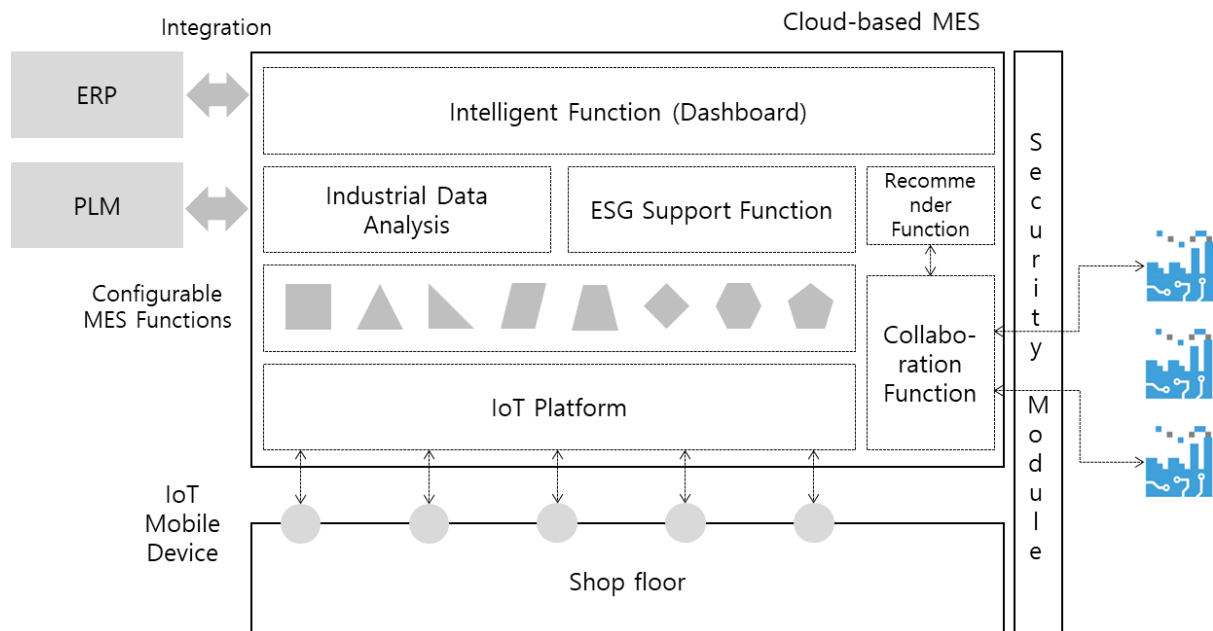 Integration
Cloud-based MES
ERP
Intelligent Function (Dashboard)
PLM
Industrial Data
Analysis
ESG Support Function
Recomme
nder
Function
Configurable
MES Functions
Collabo-
ration
Function
IoT Platform
IoT
Mobile
Device
Shop floor
S
e
c
u
r
i
t
y
M
o
d
u
l
e